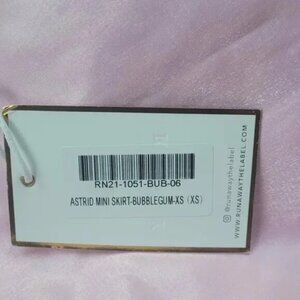 RN21-1051-BUB-06
ASTRID MINI SKIRT-BUBBLEGUM-XS (XS)
@runawaythelabel
WWW.RUNAWAYTHELABEL.COM